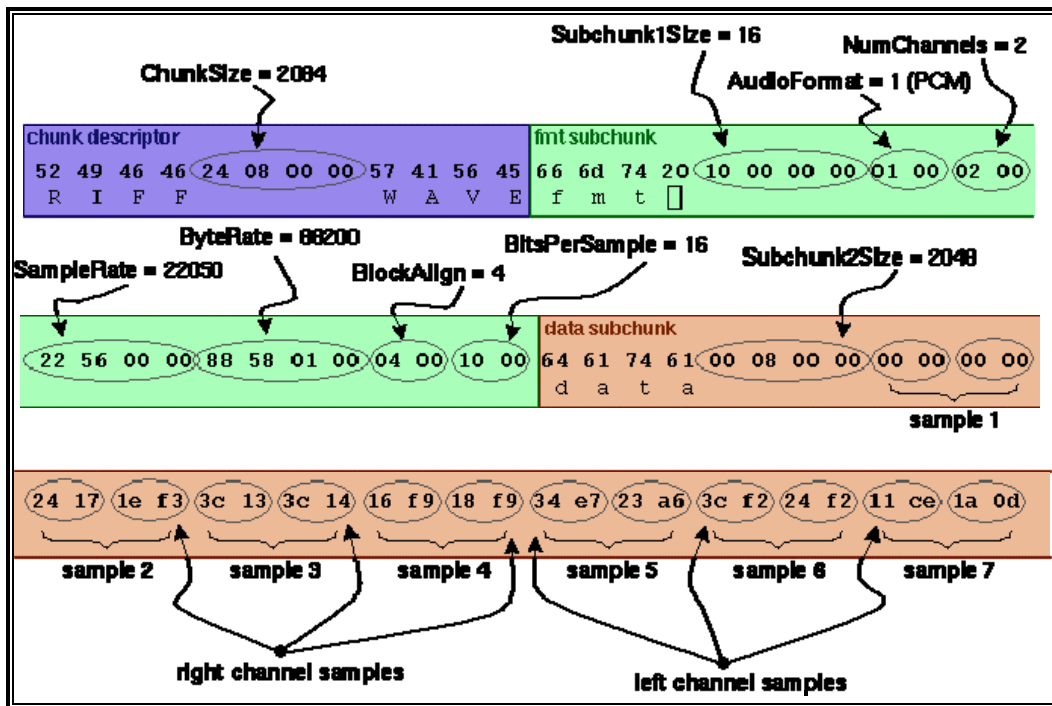 Subchunk1Size = 16
NumChannels = 2
ChunkSize = 2084
AudioFormat = 1 (PCM)
chunk descriptor
fmt subchunk
52 49 46 46 24 08 00 00 57 41 56 45 66 6d 74 20 10 00 00 00 01 00 02 00
R I F F W A V E f m t
ByteRate = 88200
BitsPerSample = 16
SampleRate = 22050
BlockAlign = 4
Subchunk2Size = 2048
data subchunk
22 56 00 00 88 58 01 00 04 00 10 00 64 61 74 61 00 08 00 00 00 00 00 00
d a t a
sample 1
24 17 1e f3 3c 13 3c 14 16 f9 18 f9 34 e7 23 a6 3c f2 24 f2 11 ce 1a 0d
sample 2 sample 3 sample 4 sample 5 sample 6 sample 7
right channel samples
left channel samples